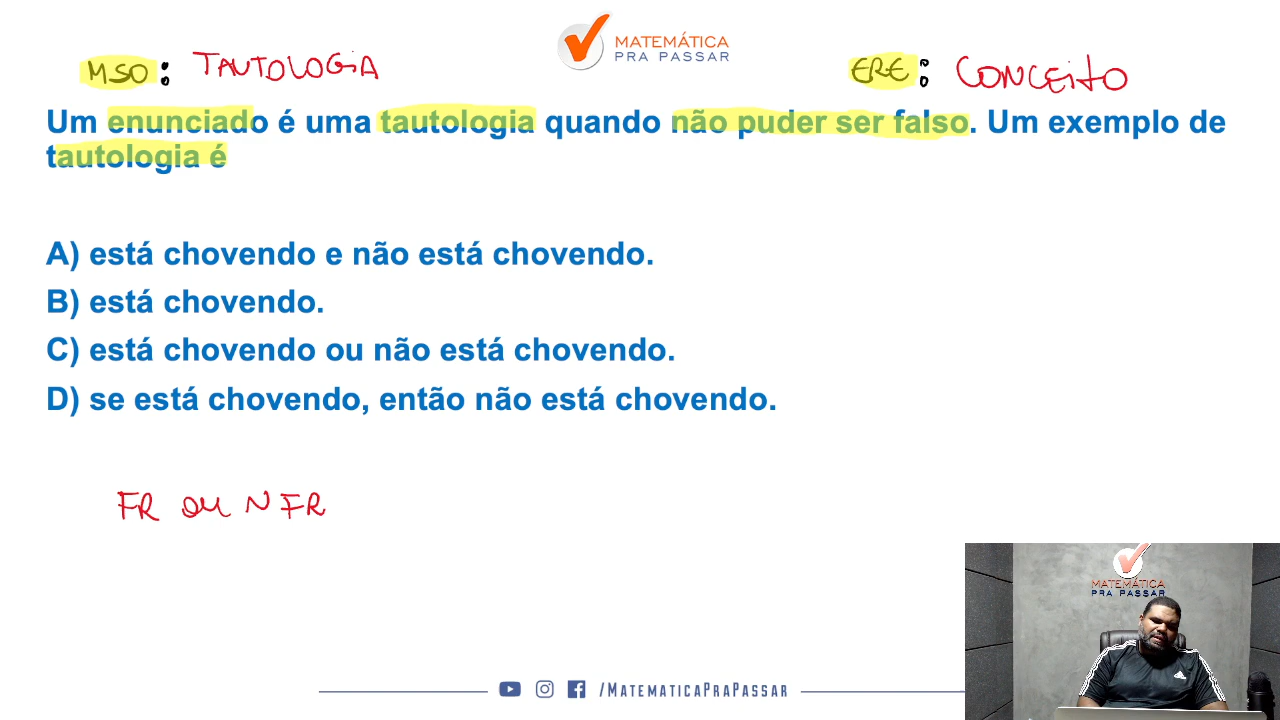 MATEMÁTICA
PRA PASSAR
MSO : TAUTOLOGIA
ERE : CONCEITO
Um enunciado é uma tautologia quando não puder ser falso. Um exemplo de
tautologia é
A) está chovendo e não está chovendo.
B) está chovendo.
C) está chovendo ou não está chovendo.
D) se está chovendo, então não está chovendo.
FR ou N FR
MATEMÁTICA
PRA PASSAR
/MATEMATICAPRAPASSAR